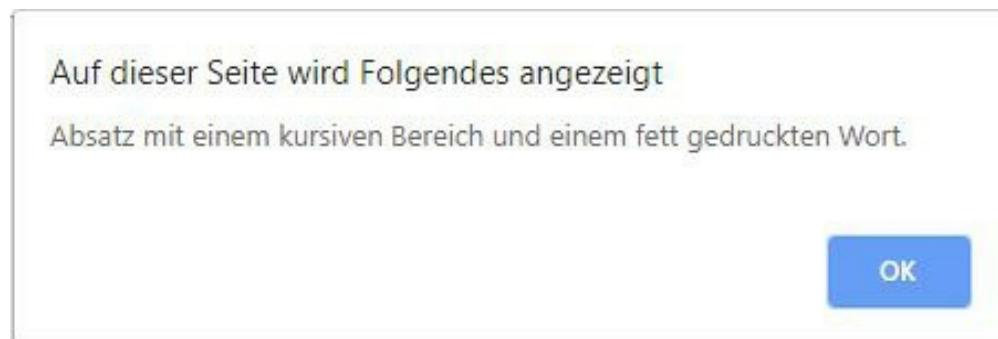 Auf dieser Seite wird Folgendes angezeigt
Absatz mit einem kursiven Bereich und einem fett gedruckten Wort.
OK